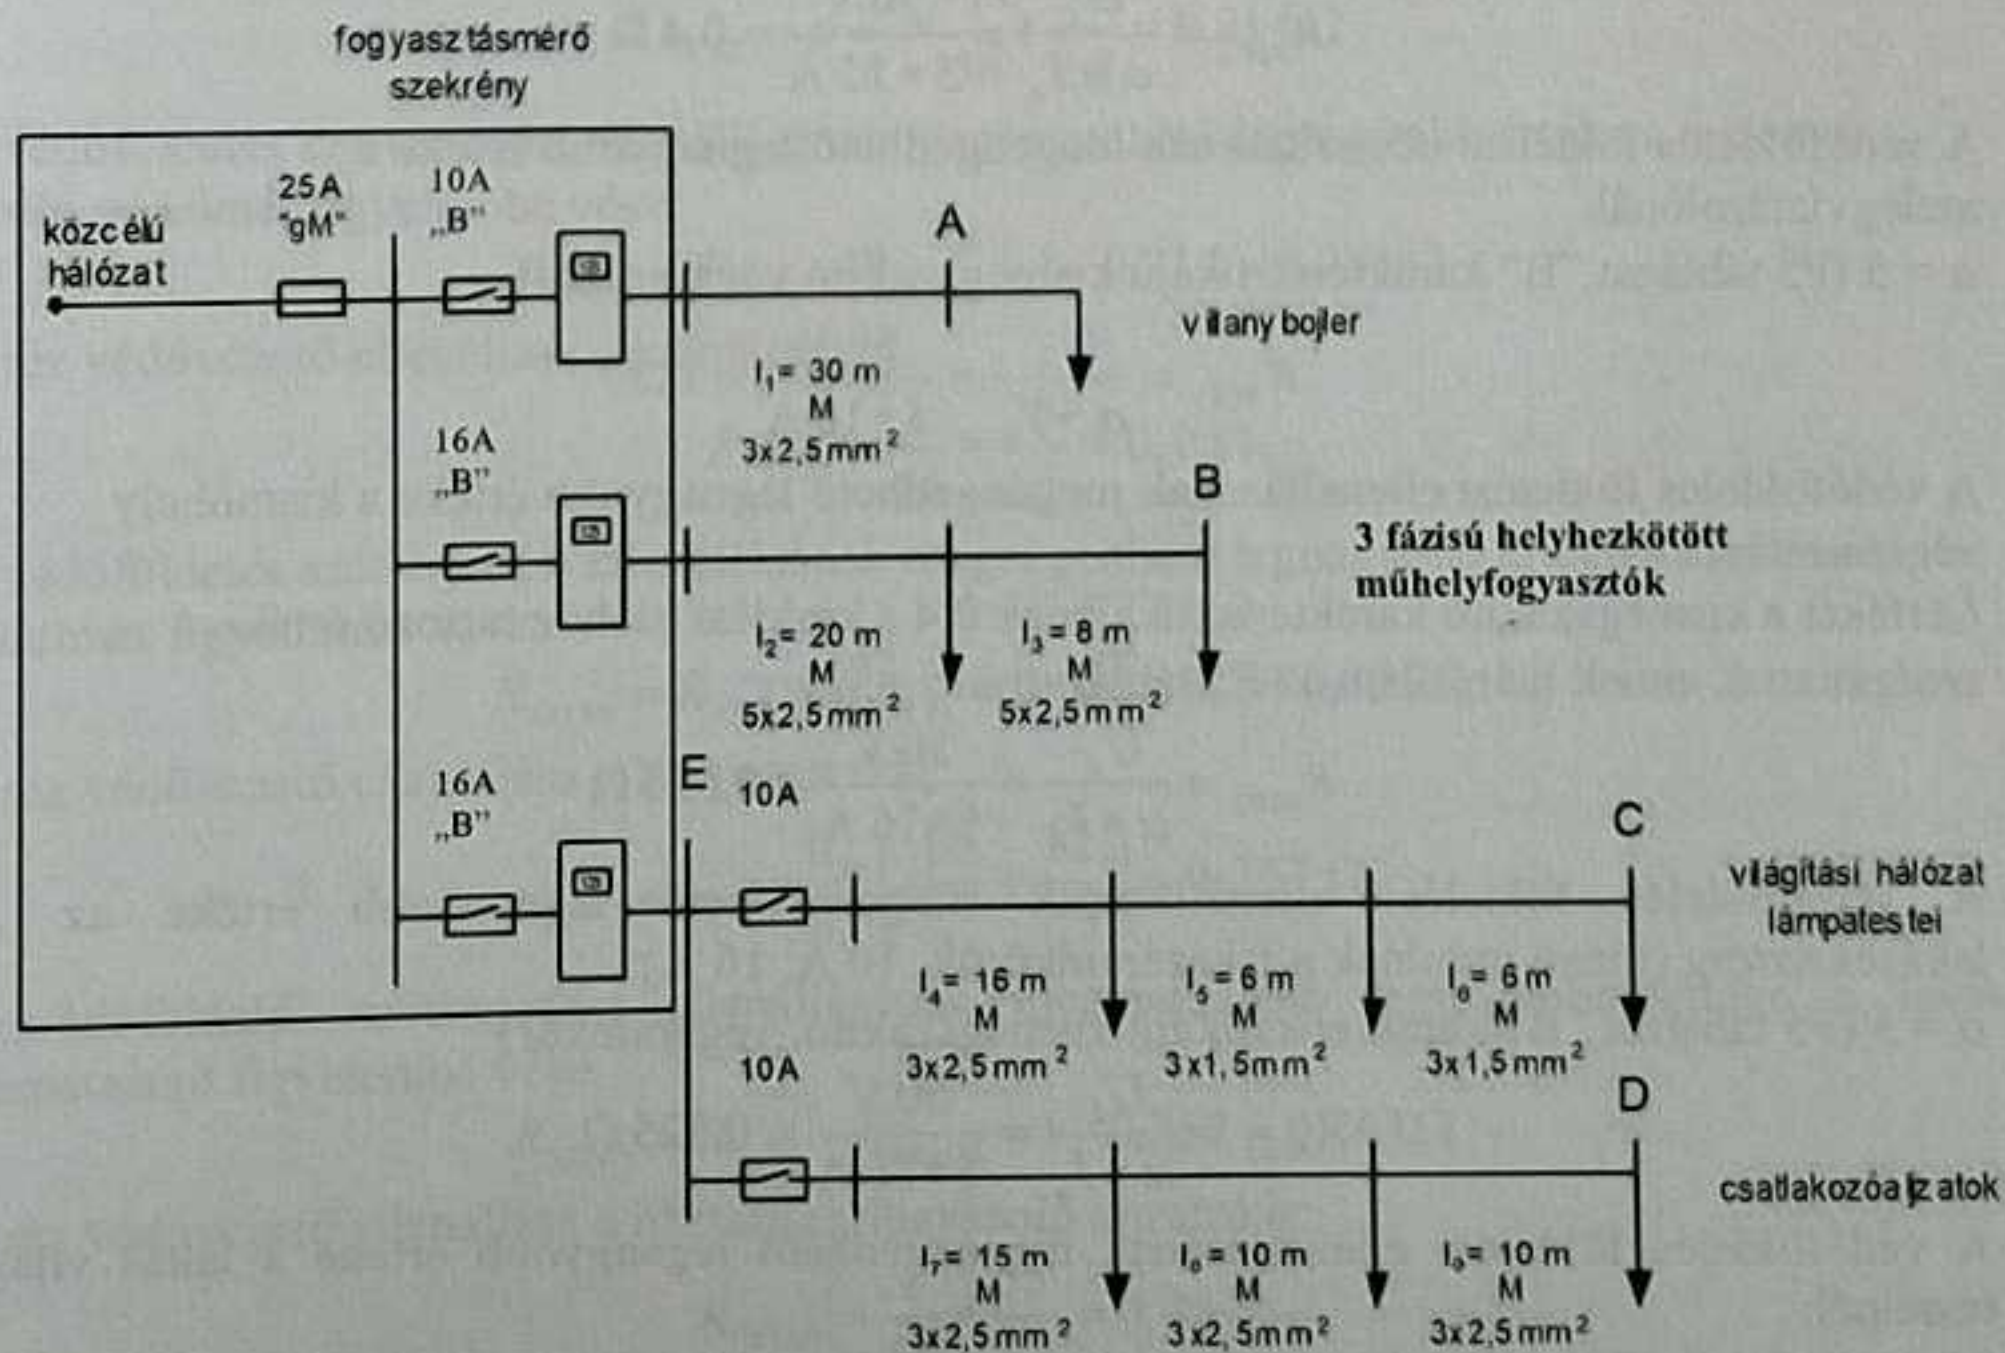 fogyasztásmérő
szekrény
közcélú
hálózat
25A
"gM"
10A
„B”
A
villany bojler
l₁= 30 m
M
3x2,5mm²
16A
„B”
B
3 fázisú helyhezkötött
műhelyfogyasztók
l₂= 20 m
M
5x2,5mm²
l₃= 8 m
M
5x2,5mm²
16A
„B”
E
10A
C
világítási hálózat
lámpatestei
l₄= 16 m
M
3x2,5mm²
l₅= 6 m
M
3x1,5mm²
l₆= 6 m
M
3x1,5mm²
10A
D
csatlakozóaljzatok
l₇= 15 m
M
3x2,5mm²
l₈= 10 m
M
3x2,5mm²
l₉= 10 m
M
3x2,5mm²